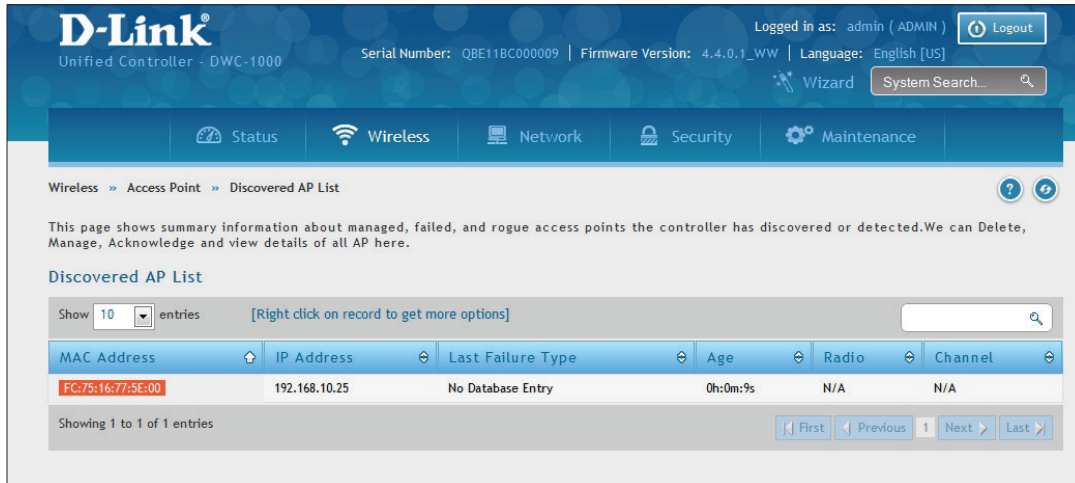 D-Link®
Unified Controller - DWC-1000
Logged in as: admin ( ADMIN ) Logout
Serial Number: QBE11BC000009 | Firmware Version: 4.4.0.1_WW | Language: English [US]
Wizard System Search...
Status Wireless Network Security Maintenance
Wireless » Access Point » Discovered AP List
?
This page shows summary information about managed, failed, and rogue access points the controller has discovered or detected.We can Delete,
Manage, Acknowledge and view details of all AP here.
Discovered AP List
Show 10 entries [Right click on record to get more options]
MAC Address IP Address Last Failure Type Age Radio Channel
FC:75:16:77:5E:00 192.168.10.25 No Database Entry 0h:0m:9s N/A N/A
Showing 1 to 1 of 1 entries First Previous 1 Next Last